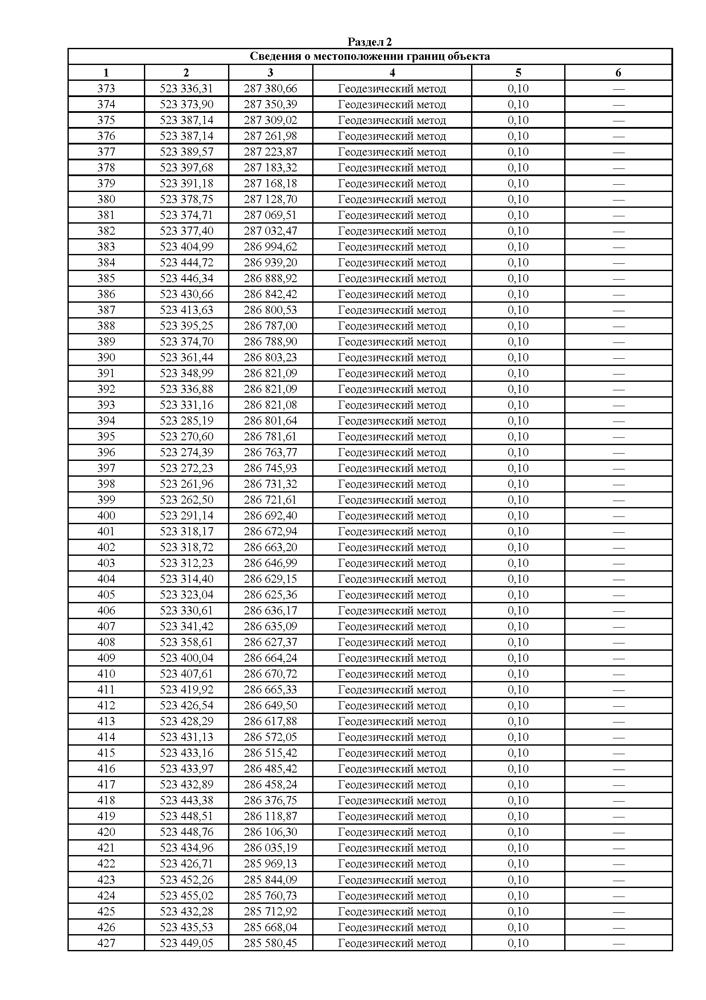 Раздел 2
Сведения о местоположении границ объекта
1 2 3 4 5 6
373 523 336,31 287 380,66 Геодезический метод 0,10 —
374 523 373,90 287 350,39 Геодезический метод 0,10 —
375 523 387,14 287 309,02 Геодезический метод 0,10 —
376 523 387,14 287 261,98 Геодезический метод 0,10 —
377 523 389,57 287 223,87 Геодезический метод 0,10 —
378 523 397,68 287 183,32 Геодезический метод 0,10 —
379 523 391,18 287 168,18 Геодезический метод 0,10 —
380 523 378,75 287 128,70 Геодезический метод 0,10 —
381 523 374,71 287 069,51 Геодезический метод 0,10 —
382 523 377,40 287 032,47 Геодезический метод 0,10 —
383 523 404,99 286 994,62 Геодезический метод 0,10 —
384 523 444,72 286 939,20 Геодезический метод 0,10 —
385 523 446,34 286 888,92 Геодезический метод 0,10 —
386 523 430,66 286 842,42 Геодезический метод 0,10 —
387 523 413,63 286 800,53 Геодезический метод 0,10 —
388 523 395,25 286 787,00 Геодезический метод 0,10 —
389 523 374,70 286 788,90 Геодезический метод 0,10 —
390 523 361,44 286 803,23 Геодезический метод 0,10 —
391 523 348,99 286 821,09 Геодезический метод 0,10 —
392 523 336,88 286 821,09 Геодезический метод 0,10 —
393 523 331,16 286 821,08 Геодезический метод 0,10 —
394 523 285,19 286 801,64 Геодезический метод 0,10 —
395 523 270,60 286 781,61 Геодезический метод 0,10 —
396 523 274,39 286 763,77 Геодезический метод 0,10 —
397 523 272,23 286 745,93 Геодезический метод 0,10 —
398 523 261,96 286 731,32 Геодезический метод 0,10 —
399 523 262,50 286 721,61 Геодезический метод 0,10 —
400 523 291,14 286 692,40 Геодезический метод 0,10 —
401 523 318,17 286 672,94 Геодезический метод 0,10 —
402 523 318,72 286 663,20 Геодезический метод 0,10 —
403 523 312,23 286 646,99 Геодезический метод 0,10 —
404 523 314,40 286 629,15 Геодезический метод 0,10 —
405 523 323,04 286 625,36 Геодезический метод 0,10 —
406 523 330,61 286 636,17 Геодезический метод 0,10 —
407 523 341,42 286 635,09 Геодезический метод 0,10 —
408 523 358,61 286 627,37 Геодезический метод 0,10 —
409 523 400,04 286 664,24 Геодезический метод 0,10 —
410 523 407,61 286 670,72 Геодезический метод 0,10 —
411 523 419,92 286 665,33 Геодезический метод 0,10 —
412 523 426,54 286 649,50 Геодезический метод 0,10 —
413 523 428,29 286 617,88 Геодезический метод 0,10 —
414 523 431,13 286 572,05 Геодезический метод 0,10 —
415 523 433,16 286 515,42 Геодезический метод 0,10 —
416 523 433,97 286 485,42 Геодезический метод 0,10 —
417 523 432,89 286 458,24 Геодезический метод 0,10 —
418 523 443,38 286 376,75 Геодезический метод 0,10 —
419 523 448,51 286 118,87 Геодезический метод 0,10 —
420 523 448,76 286 106,30 Геодезический метод 0,10 —
421 523 434,96 286 035,19 Геодезический метод 0,10 —
422 523 426,71 285 969,13 Геодезический метод 0,10 —
423 523 452,26 285 844,09 Геодезический метод 0,10 —
424 523 455,02 285 760,73 Геодезический метод 0,10 —
425 523 432,28 285 712,92 Геодезический метод 0,10 —
426 523 435,53 285 668,04 Геодезический метод 0,10 —
427 523 449,05 285 580,45 Геодезический метод 0,10 —